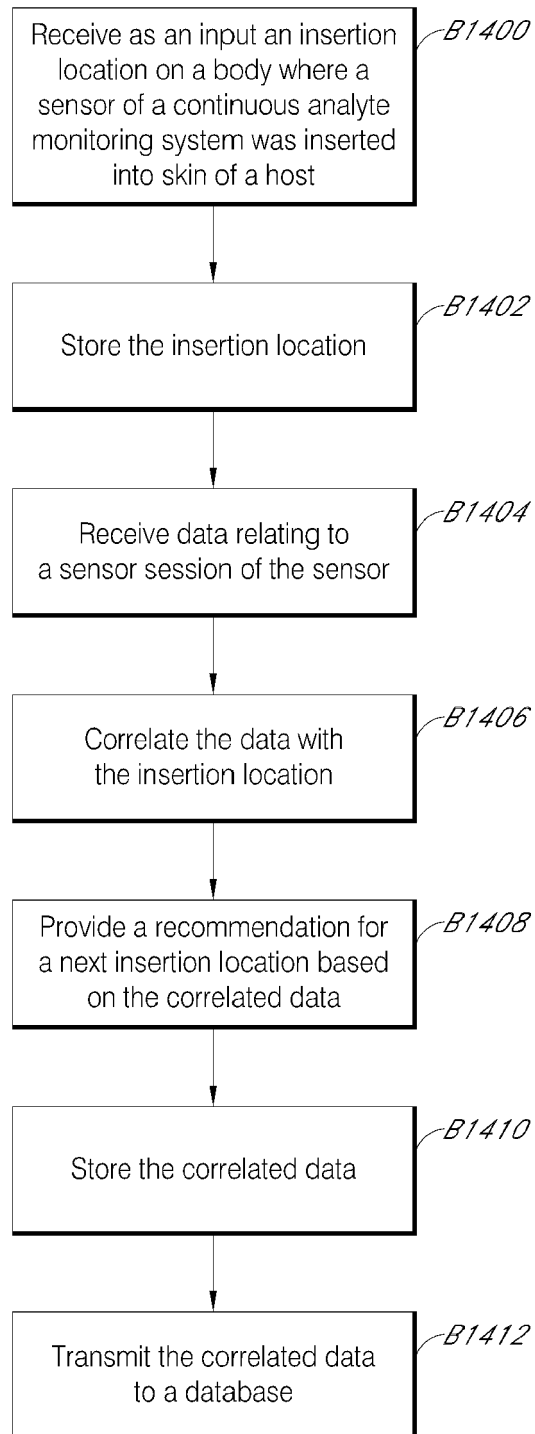 Receive as an input an insertion
location on a body where a
sensor of a continuous analyte
monitoring system was inserted
into skin of a host
B1400
Store the insertion location
B1402
Receive data relating to
a sensor session of the sensor
B1404
Correlate the data with
the insertion location
B1406
Provide a recommendation for
a next insertion location based
on the correlated data
B1408
Store the correlated data
B1410
Transmit the correlated data
to a database
B1412